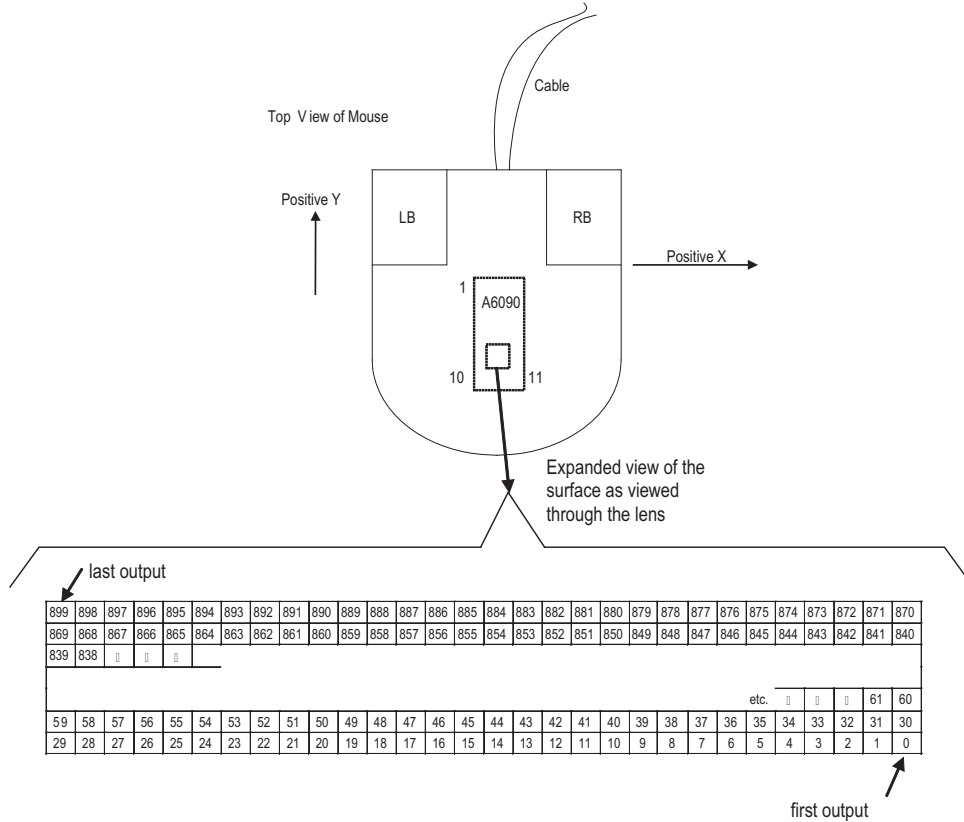 Cable
Top View of Mouse
Positive Y
LB
RB
Positive X
1
A6090
10
11
Expanded view of the
surface as viewed
through the lens
last output
899 898 897 896 895 894 893 892 891 890 889 888 887 886 885 884 883 882 881 880 879 878 877 876 875 874 873 872 871 870
869 868 867 866 865 864 863 862 861 860 859 858 857 856 855 854 853 852 851 850 849 848 847 846 845 844 843 842 841 840
839 838
etc. 61 60
59 58 57 56 55 54 53 52 51 50 49 48 47 46 45 44 43 42 41 40 39 38 37 36 35 34 33 32 31 30
29 28 27 26 25 24 23 22 21 20 19 18 17 16 15 14 13 12 11 10 9 8 7 6 5 4 3 2 1 0
first output